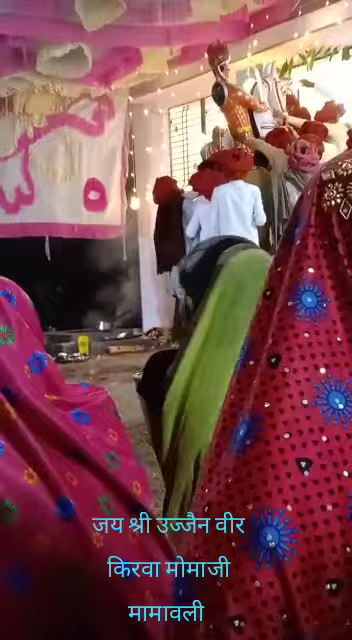 जय श्री उज्जैन वीर
किरवा मोमाजी
मामावली